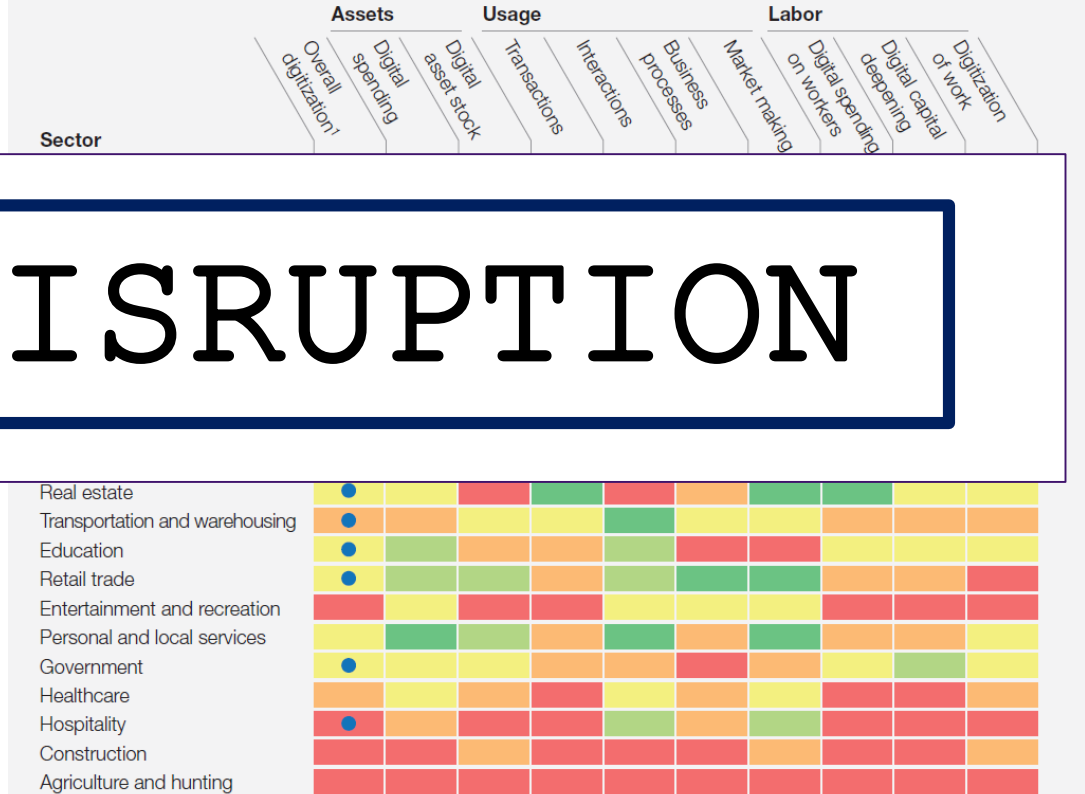 Assets Usage Labor
Overall digitization¹
Digital spending
Digital asset stock
Transactions
Interactions
Business processes
Market making
Digital spending on workers
Digital capital deepening
Digitization of work
Sector
ISRUPTION
Real estate
Transportation and warehousing
Education
Retail trade
Entertainment and recreation
Personal and local services
Government
Healthcare
Hospitality
Construction
Agriculture and hunting